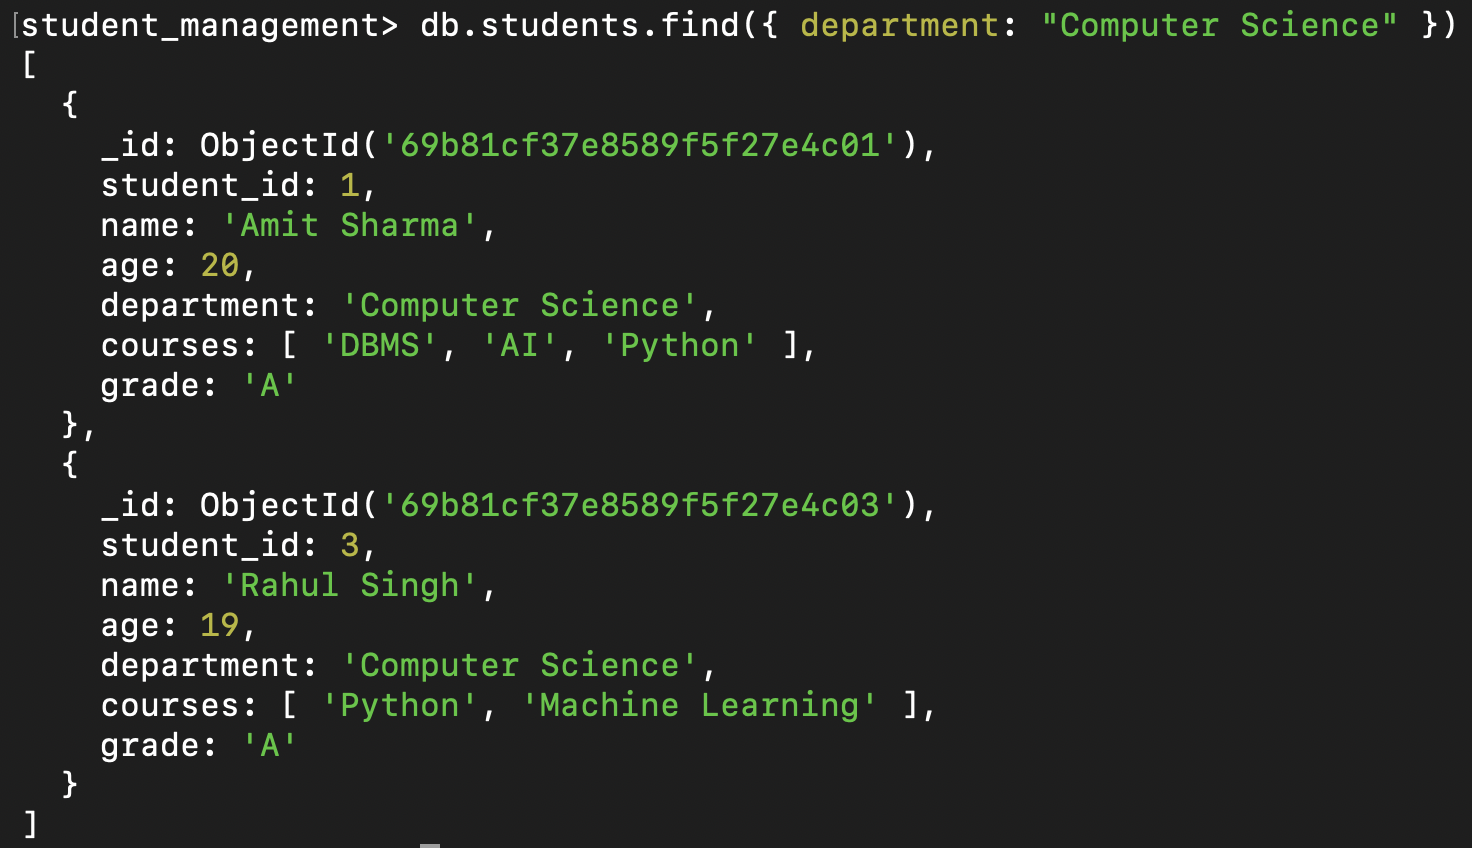 [student_management> db.students.find({ department: "Computer Science" })
[
  {
    _id: ObjectId('69b81cf37e8589f5f27e4c01'),
    student_id: 1,
    name: 'Amit Sharma',
    age: 20,
    department: 'Computer Science',
    courses: [ 'DBMS', 'AI', 'Python' ],
    grade: 'A'
  },
  {
    _id: ObjectId('69b81cf37e8589f5f27e4c03'),
    student_id: 3,
    name: 'Rahul Singh',
    age: 19,
    department: 'Computer Science',
    courses: [ 'Python', 'Machine Learning' ],
    grade: 'A'
  }
]